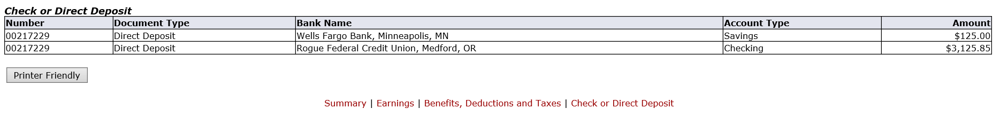 Check or Direct Deposit
Number Document Type Bank Name Account Type Amount
00217229 Direct Deposit Wells Fargo Bank, Minneapolis, MN Savings $125.00
00217229 Direct Deposit Rogue Federal Credit Union, Medford, OR Checking $3,125.85
Printer Friendly
Summary | Earnings | Benefits, Deductions and Taxes | Check or Direct Deposit